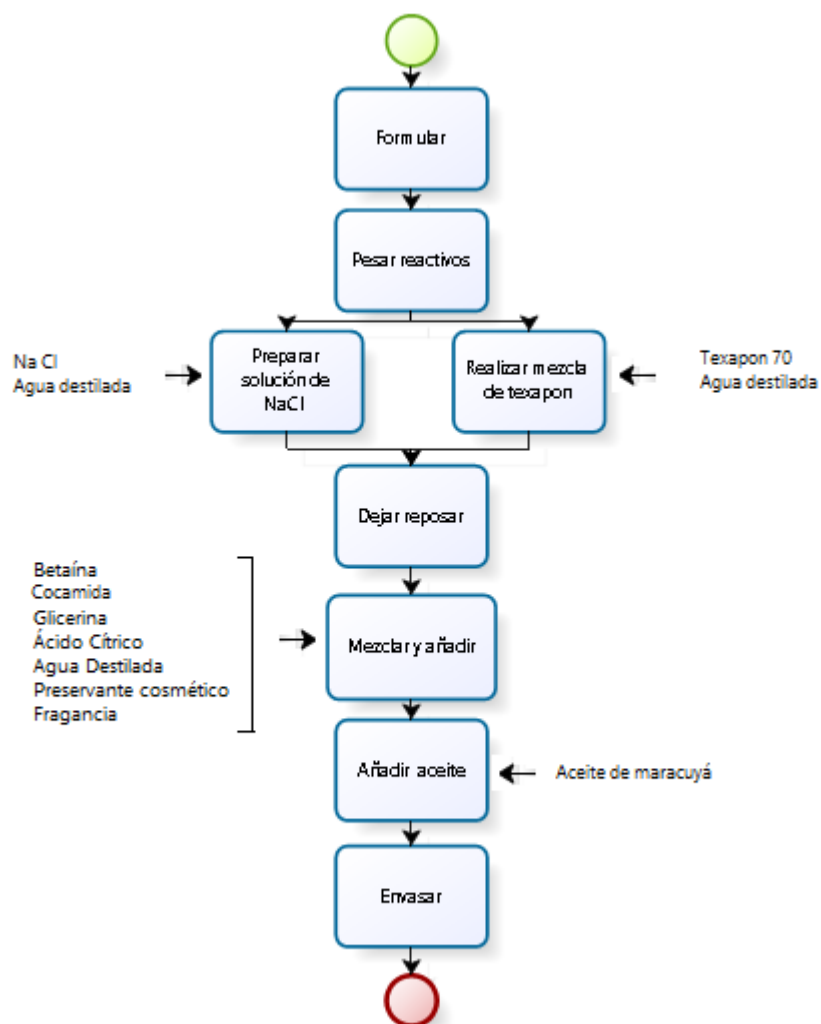 Formular
Pesar reactivos
Na Cl
Agua destilada
Preparar
solución de
NaCl
Realizar mezcla
de texapon
Texapon 70
Agua destilada
Dejar reposar
Betaína
Cocamida
Glicerina
Ácido Cítrico
Agua Destilada
Preservante cosmético
Fragancia
Mezclar y añadir
Añadir aceite
Aceite de maracuyá
Envasar